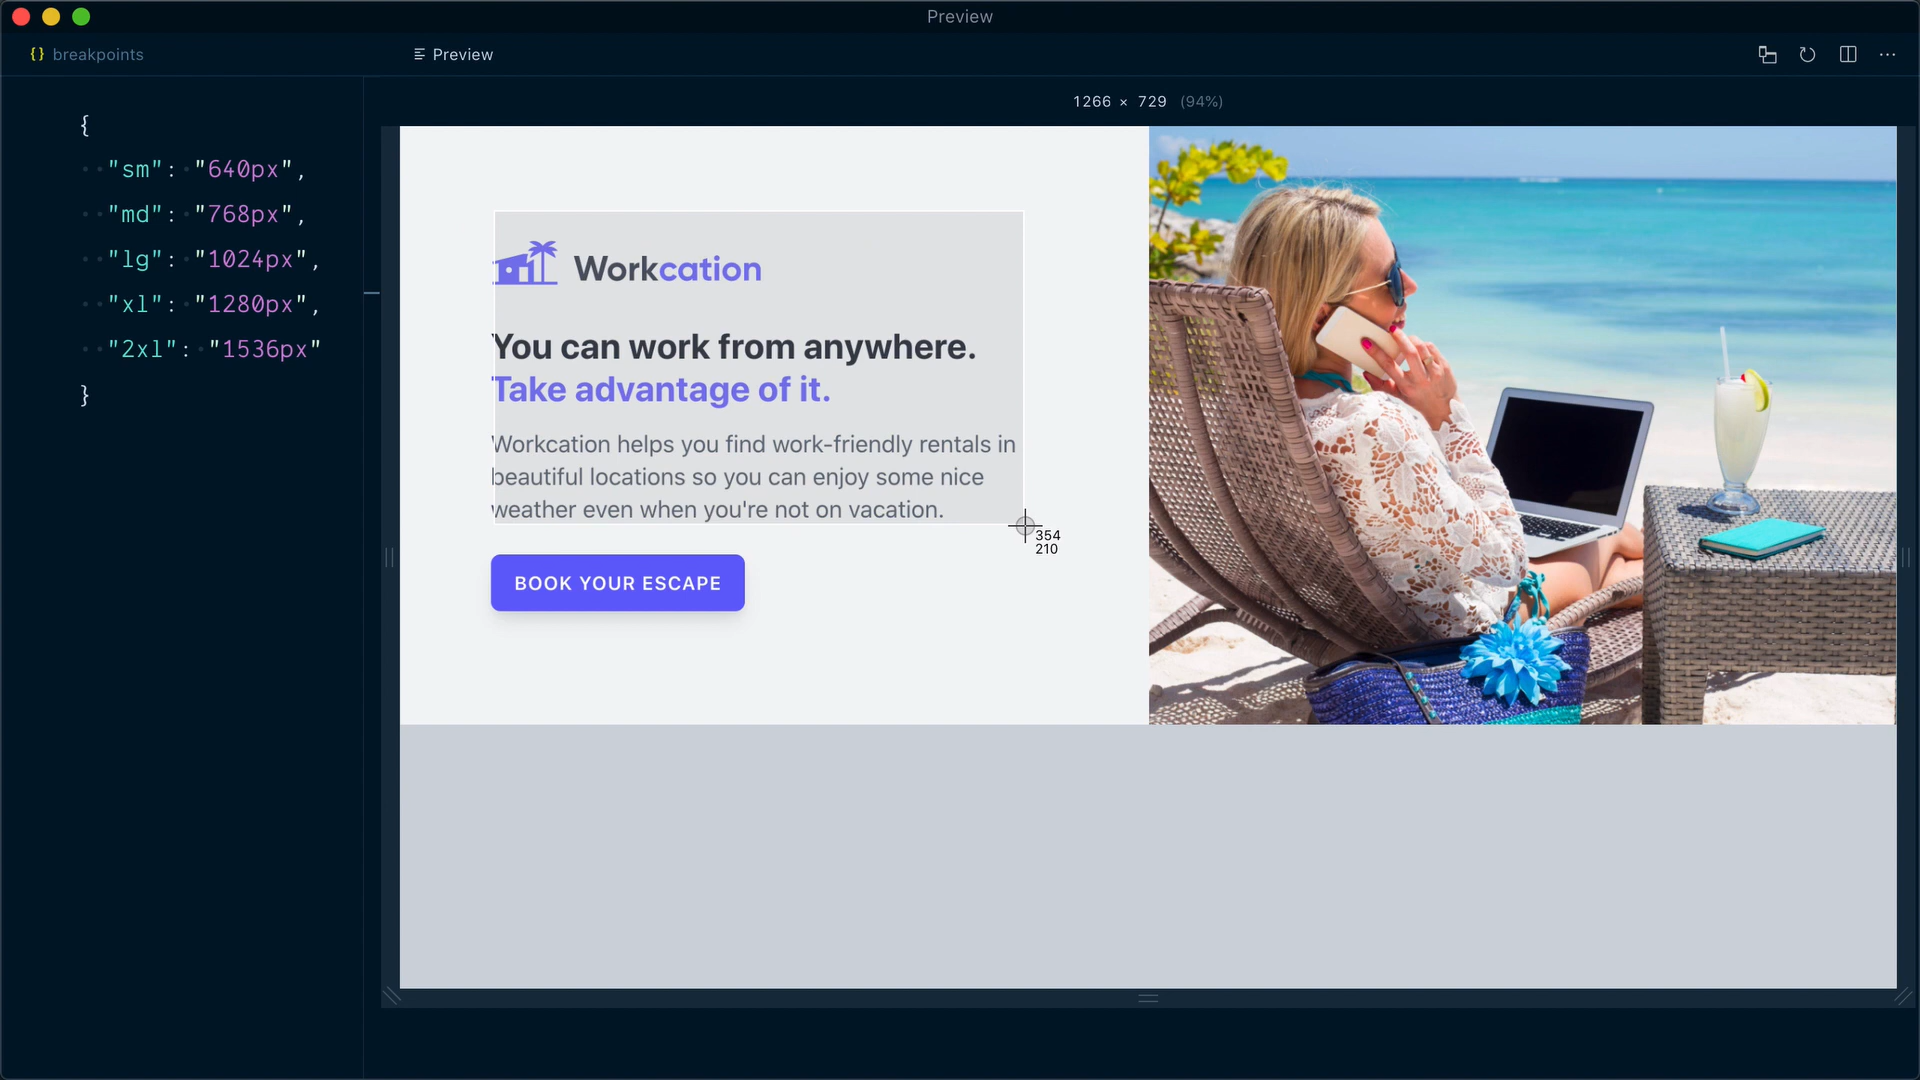 Preview
{} breakpoints
Preview
1266 × 729 (94%)
{
"sm": "640px",
"md": "768px",
"lg": "1024px",
"xl": "1280px",
"2xl": "1536px"
}
Workcation
You can work from anywhere.
Take advantage of it.
Workcation helps you find work-friendly rentals in
beautiful locations so you can enjoy some nice
weather even when you're not on vacation.
354
210
BOOK YOUR ESCAPE